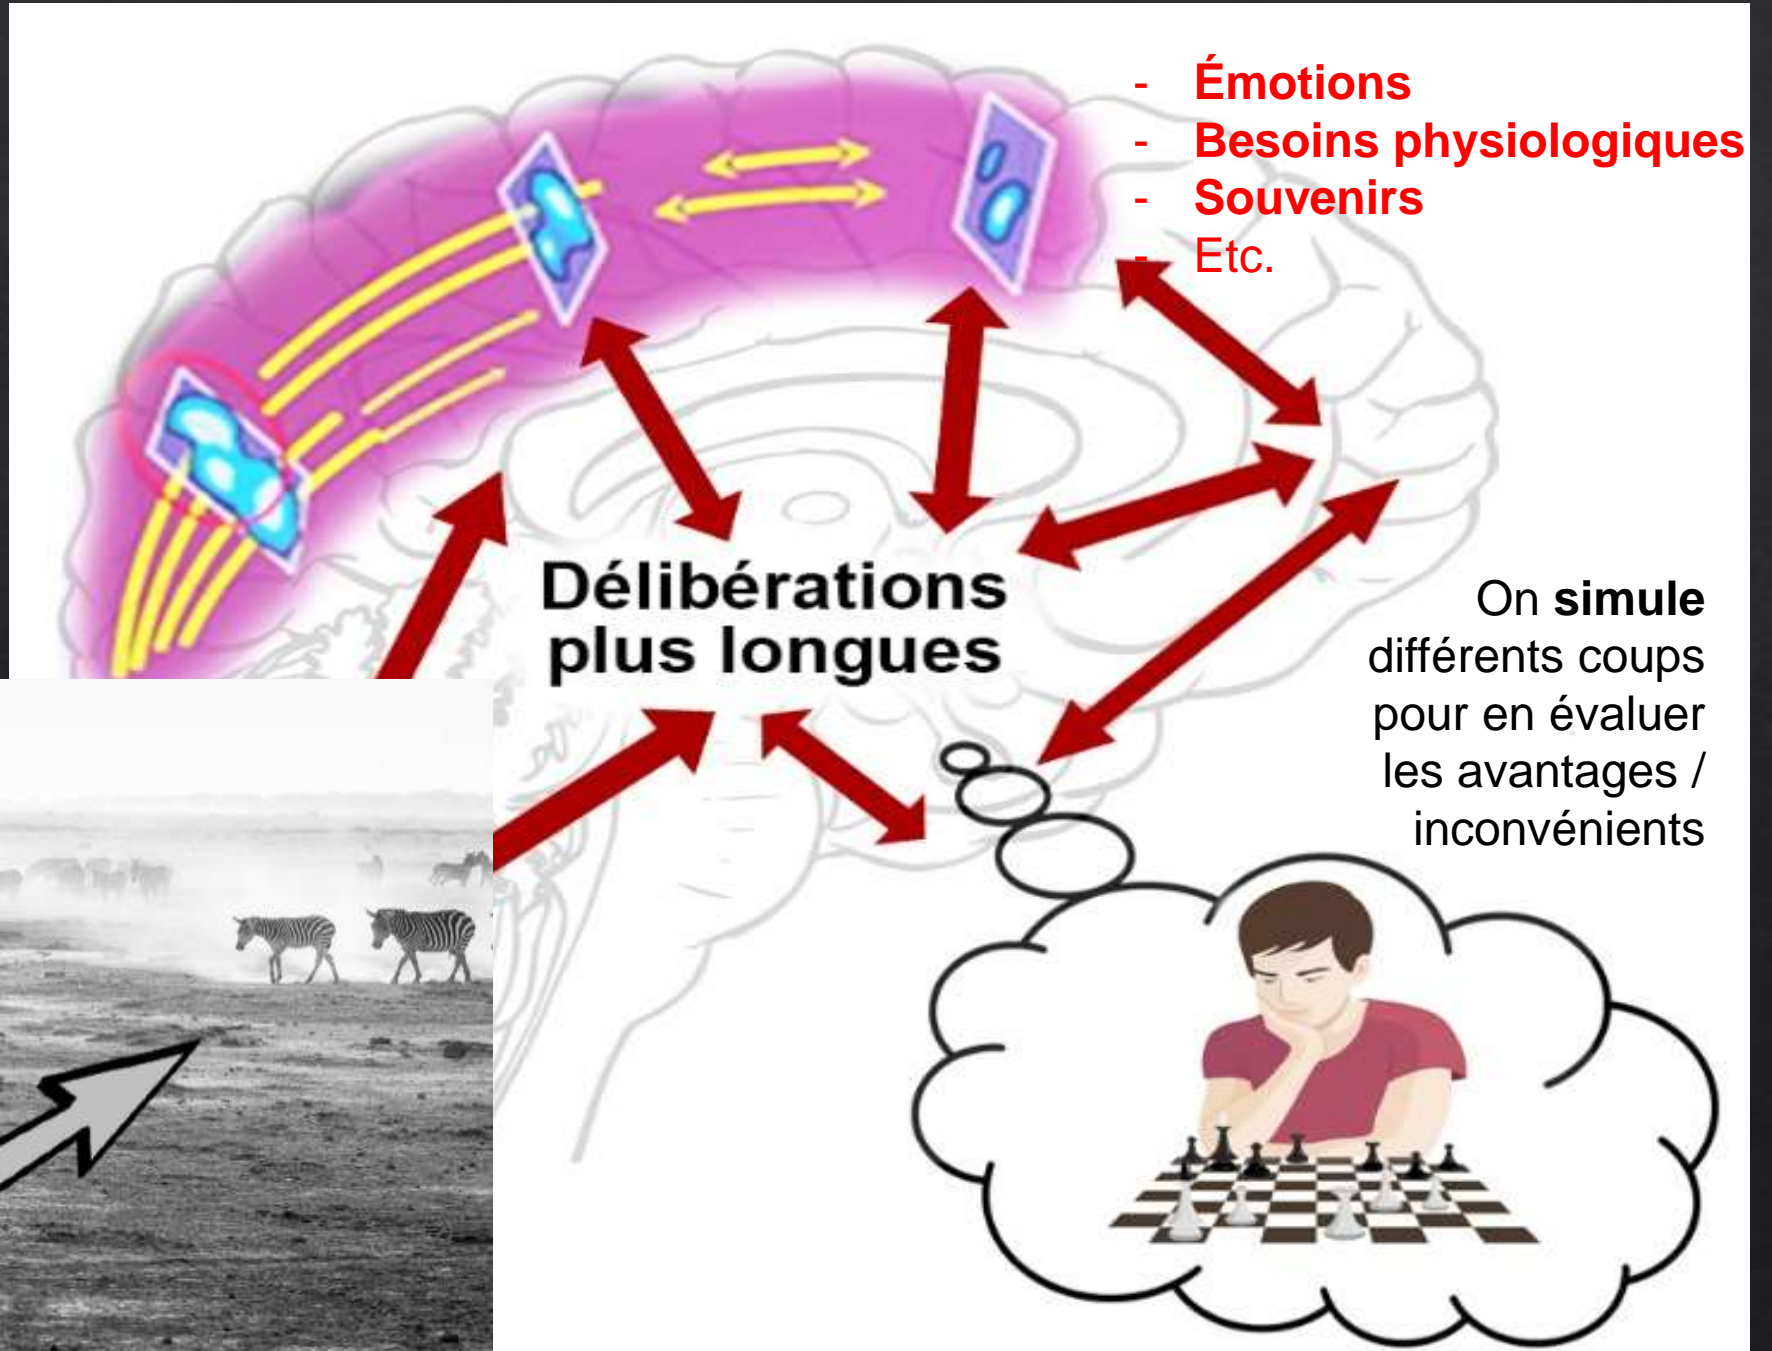 - Émotions
- Besoins physiologiques
- Souvenirs
- Etc.
Délibérations
plus longues
On simule
différents coups
pour en évaluer
les avantages /
inconvénients